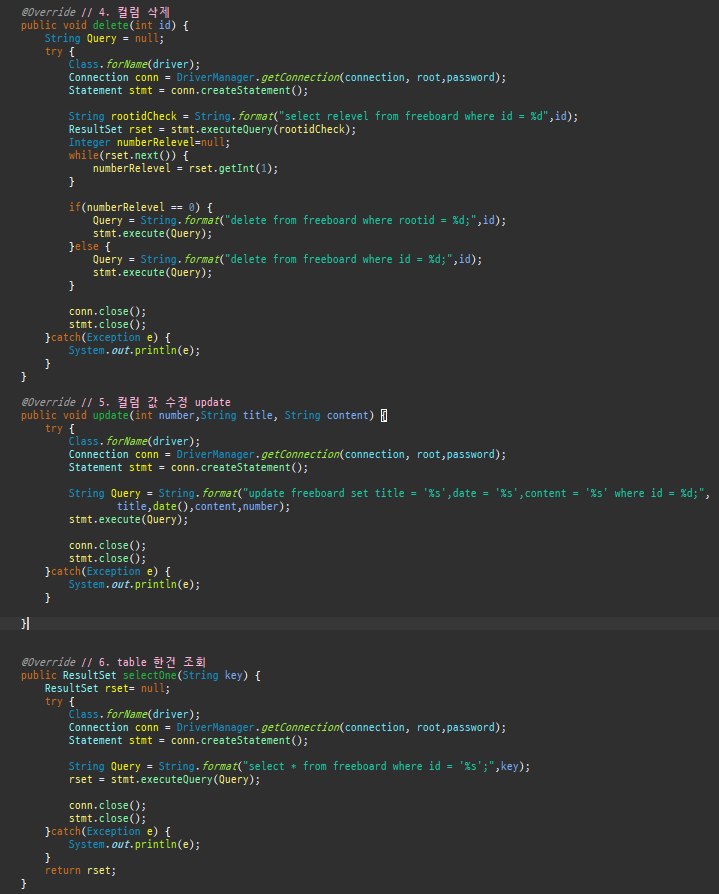 @Override // 4. 컬럼 삭제
public void delete(int id) {
    String Query = null;
    try {
        Class.forName(driver);
        Connection conn = DriverManager.getConnection(connection, root,password);
        Statement stmt = conn.createStatement();

        String rootidCheck = String.format("select relevel from freeboard where id = %d",id);
        ResultSet rset = stmt.executeQuery(rootidCheck);
        Integer numberRelevel=null;
        while(rset.next()) {
            numberRelevel = rset.getInt(1);
        }

        if(numberRelevel == 0) {
            Query = String.format("delete from freeboard where rootid = %d;",id);
            stmt.execute(Query);
        }else {
            Query = String.format("delete from freeboard where id = %d;",id);
            stmt.execute(Query);
        }

        conn.close();
        stmt.close();
    }catch(Exception e) {
        System.out.println(e);
    }
}

@Override // 5. 컬럼 값 수정 update
public void update(int number,String title, String content) {
    try {
        Class.forName(driver);
        Connection conn = DriverManager.getConnection(connection, root,password);
        Statement stmt = conn.createStatement();

        String Query = String.format("update freeboard set title = '%s',date = '%s',content = '%s' where id = %d;",
                title,date(),content,number);
        stmt.execute(Query);

        conn.close();
        stmt.close();
    }catch(Exception e) {
        System.out.println(e);
    }

}

@Override // 6. table 한건 조회
public ResultSet selectOne(String key) {
    ResultSet rset= null;
    try {
        Class.forName(driver);
        Connection conn = DriverManager.getConnection(connection, root,password);
        Statement stmt = conn.createStatement();

        String Query = String.format("select * from freeboard where id = '%s';",key);
        rset = stmt.executeQuery(Query);

        conn.close();
        stmt.close();
    }catch(Exception e) {
        System.out.println(e);
    }
    return rset;
}